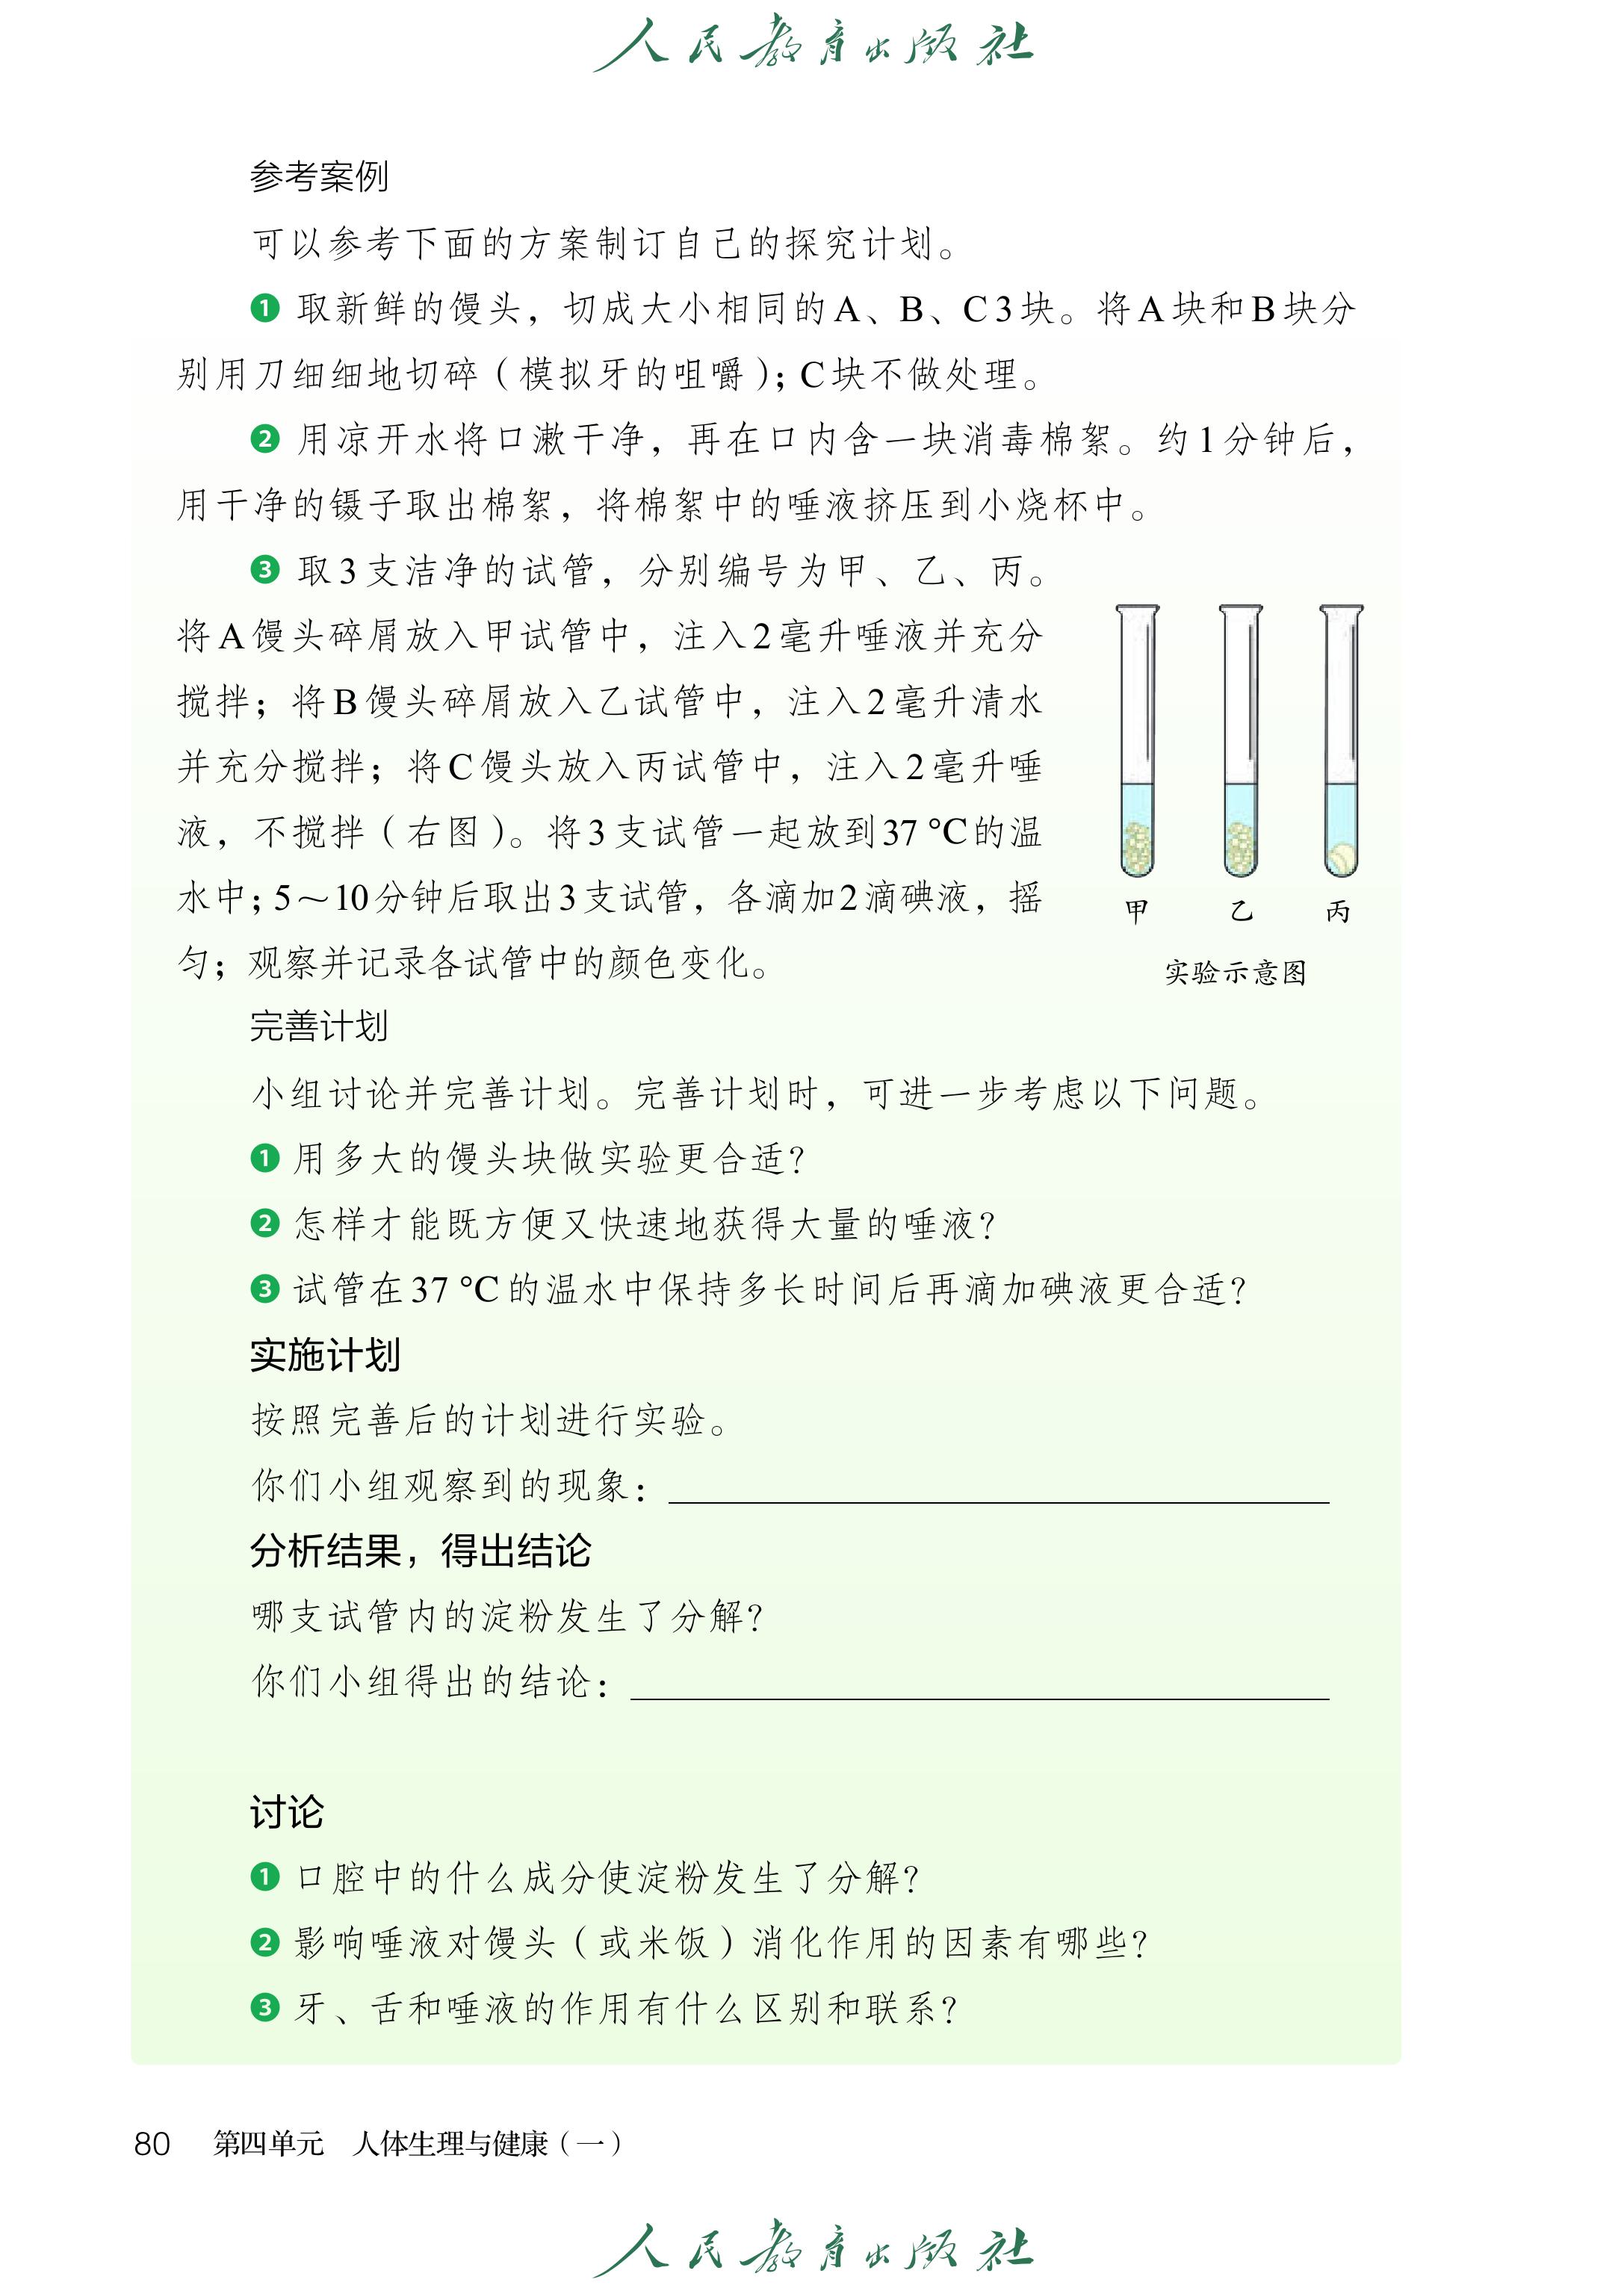 人民教育出版社
参考案例
可以参考下面的方案制订自己的探究计划。
❶ 取新鲜的馒头，切成大小相同的A、B、C 3块。将A块和B块分
别用刀细细地切碎（模拟牙的咀嚼）；C块不做处理。
❷ 用凉开水将口漱干净，再在口内含一块消毒棉絮。约1分钟后，
用干净的镊子取出棉絮，将棉絮中的唾液挤压到小烧杯中。
❸ 取3支洁净的试管，分别编号为甲、乙、丙。
将A馒头碎屑放入甲试管中，注入2毫升唾液并充分
搅拌；将B馒头碎屑放入乙试管中，注入2毫升清水
并充分搅拌；将C馒头放入丙试管中，注入2毫升唾
液，不搅拌（右图）。将3支试管一起放到37 ℃的温
水中；5～10分钟后取出3支试管，各滴加2滴碘液，摇
匀；观察并记录各试管中的颜色变化。
甲 乙 丙
实验示意图
完善计划
小组讨论并完善计划。完善计划时，可进一步考虑以下问题。
❶ 用多大的馒头块做实验更合适？
❷ 怎样才能既方便又快速地获得大量的唾液？
❸ 试管在37 ℃的温水中保持多长时间后再滴加碘液更合适？
实施计划
按照完善后的计划进行实验。
你们小组观察到的现象：
分析结果，得出结论
哪支试管内的淀粉发生了分解？
你们小组得出的结论：
讨论
❶ 口腔中的什么成分使淀粉发生了分解？
❷ 影响唾液对馒头（或米饭）消化作用的因素有哪些？
❸ 牙、舌和唾液的作用有什么区别和联系？
80 第四单元 人体生理与健康（一）
人民教育出版社